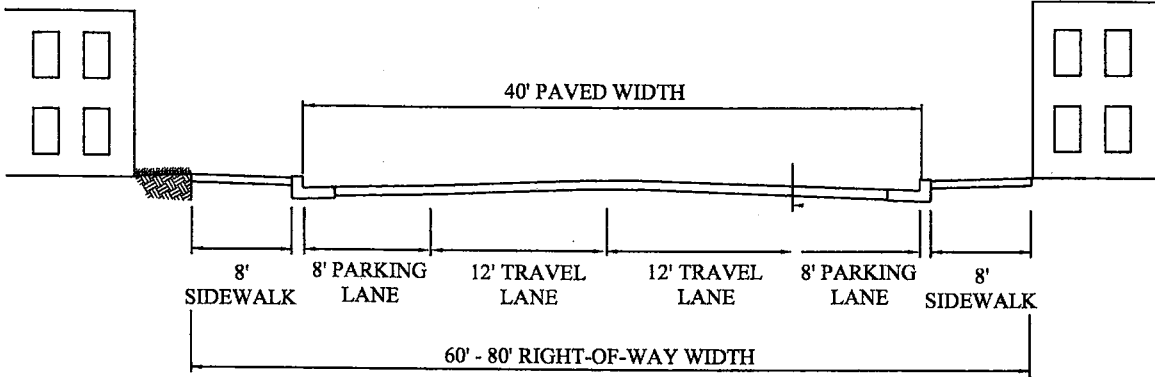 40' PAVED WIDTH
8'
SIDEWALK
8' PARKING
LANE
12' TRAVEL
LANE
12' TRAVEL
LANE
8' PARKING
LANE
8'
SIDEWALK
60' - 80' RIGHT-OF-WAY WIDTH